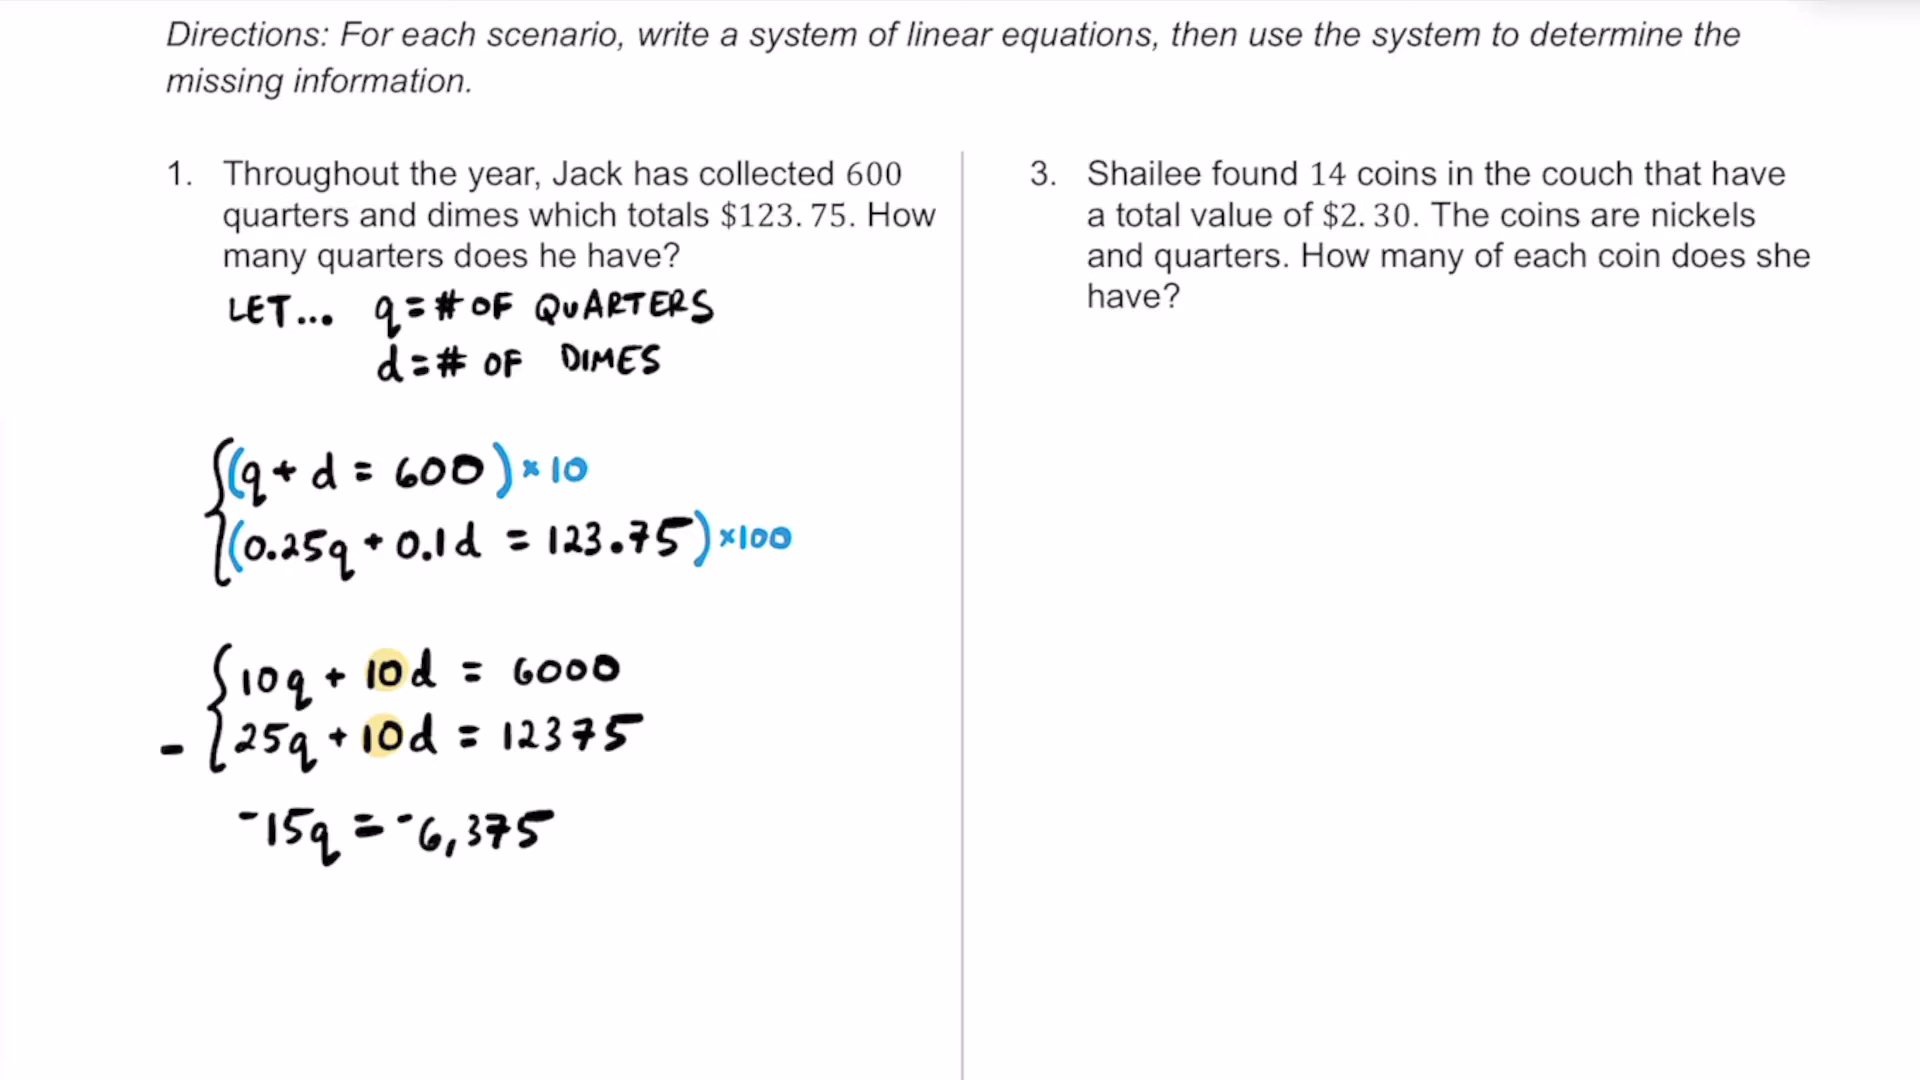 Directions: For each scenario, write a system of linear equations, then use the system to determine the
missing information.
1. Throughout the year, Jack has collected 600
quarters and dimes which totals $123.75. How
many quarters does he have?
LET... q = # OF QUARTERS
d = # OF DIMES
(q + d = 600) × 10
(0.25q + 0.1d = 123.75) ×100
10q + 10d = 6000
- 25q + 10d = 12375
-15q = -6,375
3. Shailee found 14 coins in the couch that have
a total value of $2.30. The coins are nickels
and quarters. How many of each coin does she
have?